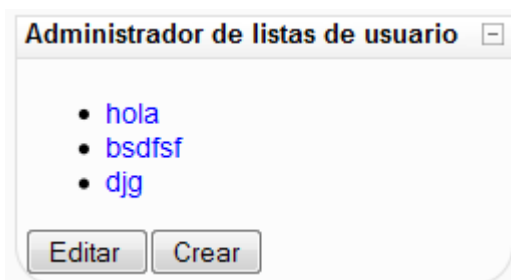 Administrador de listas de usuario
hola
bsdfsf
djg
Editar Crear